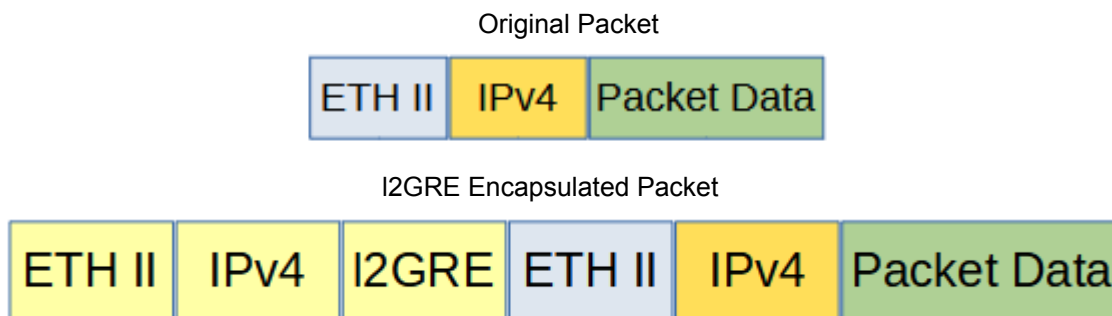 Original Packet
ETH II IPv4 Packet Data
l2GRE Encapsulated Packet
ETH II IPv4 l2GRE ETH II IPv4 Packet Data